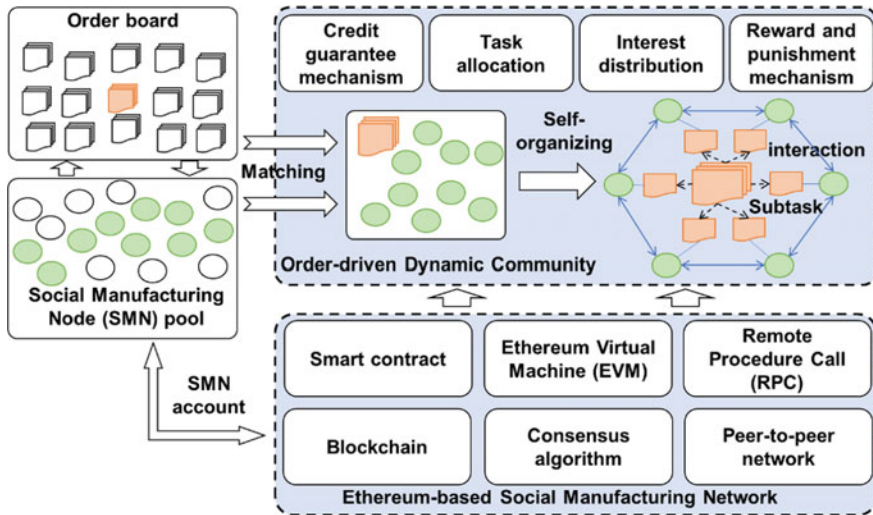 Order board
Credit
guarantee
mechanism
Task
allocation
Interest
distribution
Reward and
punishment
mechanism
Matching
Self-
organizing
interaction
Subtask
Order-driven Dynamic Community
Social Manufacturing
Node (SMN) pool
SMN
account
Smart contract
Ethereum Virtual
Machine (EVM)
Remote
Procedure Call
(RPC)
Blockchain
Consensus
algorithm
Peer-to-peer
network
Ethereum-based Social Manufacturing Network